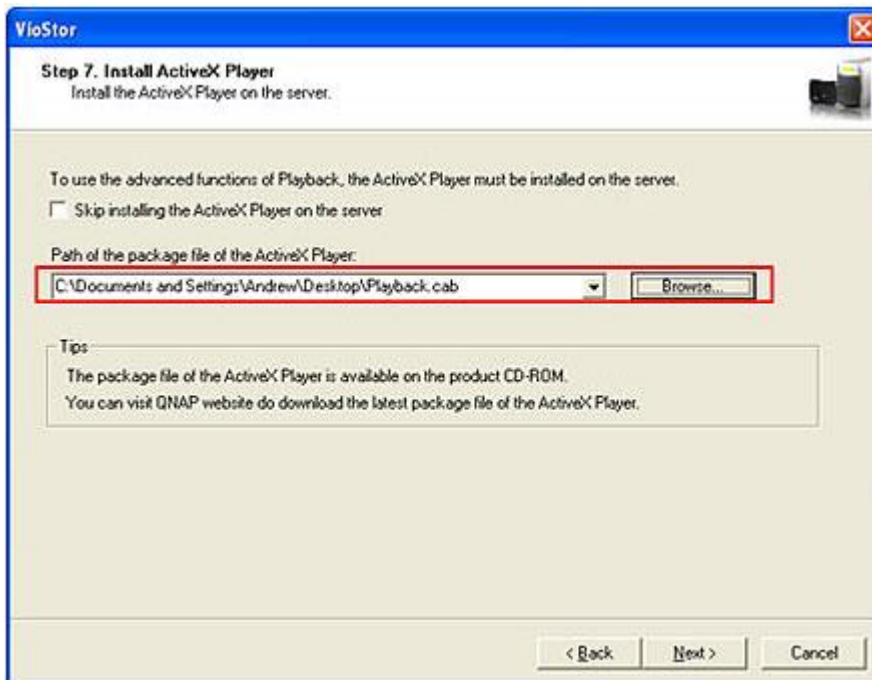 VioStor
Step 7. Install ActiveX Player
Install the ActiveX Player on the server.
To use the advanced functions of Playback, the ActiveX Player must be installed on the server.
Skip installing the ActiveX Player on the server
Path of the package file of the ActiveX Player:
C:\Documents and Settings\Andrew\Desktop\Playback.cab
Browse...
Tips
The package file of the ActiveX Player is available on the product CD-ROM.
You can visit QNAP website do download the latest package file of the ActiveX Player.
< Back Next > Cancel